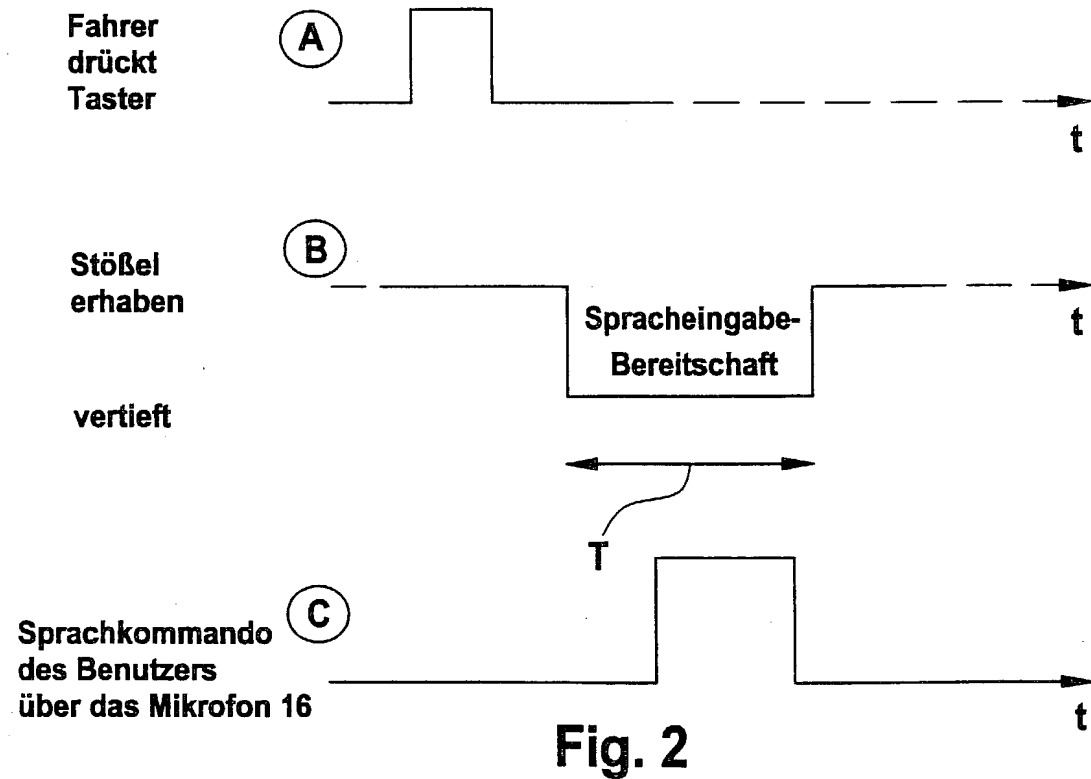 Fahrer
drückt
Taster
A
t
Stößel
erhaben
B
Spracheingabe-
Bereitschaft
t
vertieft
T
C
Sprachkommando
des Benutzers
über das Mikrofon 16
t
Fig. 2